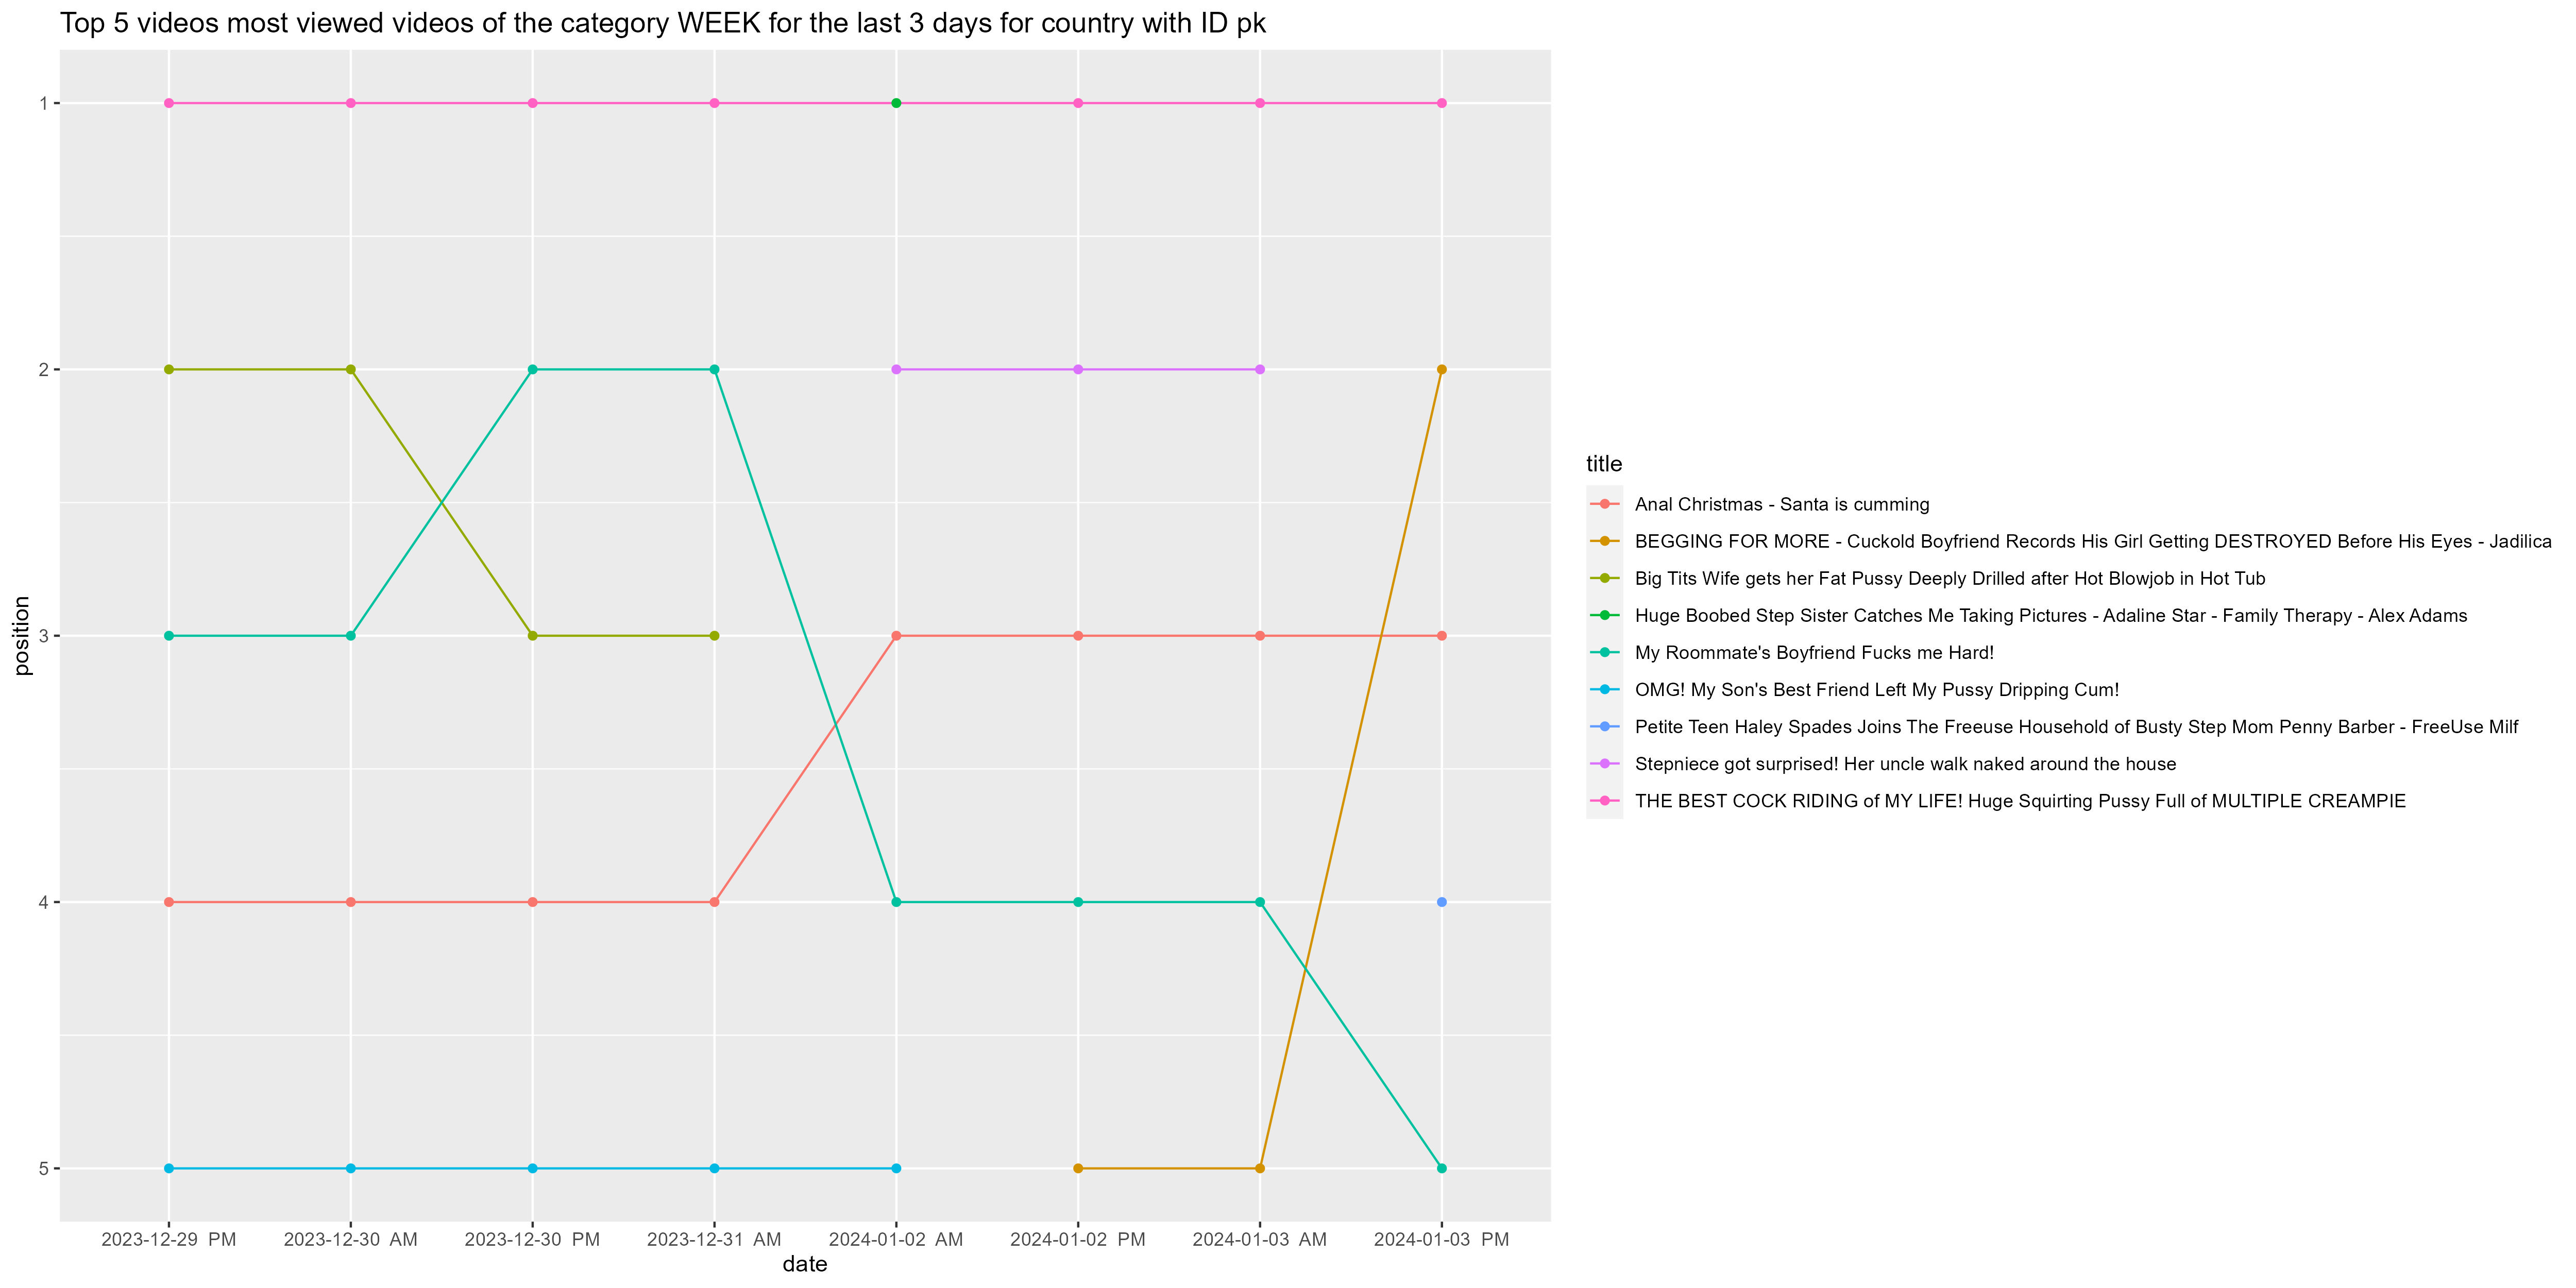 Top 5 videos most viewed videos of the category WEEK for the last 3 days for country with ID pk
position
1
2
3
4
5
2023-12-29 PM
2023-12-30 AM
2023-12-30 PM
2023-12-31 AM
2024-01-02 AM
2024-01-02 PM
2024-01-03 AM
2024-01-03 PM
date
title
Anal Christmas - Santa is cumming
BEGGING FOR MORE - Cuckold Boyfriend Records His Girl Getting DESTROYED Before His Eyes - Jadilica
Big Tits Wife gets her Fat Pussy Deeply Drilled after Hot Blowjob in Hot Tub
Huge Boobed Step Sister Catches Me Taking Pictures - Adaline Star - Family Therapy - Alex Adams
My Roommate's Boyfriend Fucks me Hard!
OMG! My Son's Best Friend Left My Pussy Dripping Cum!
Petite Teen Haley Spades Joins The Freeuse Household of Busty Step Mom Penny Barber - FreeUse Milf
Stepniece got surprised! Her uncle walk naked around the house
THE BEST COCK RIDING of MY LIFE! Huge Squirting Pussy Full of MULTIPLE CREAMPIE